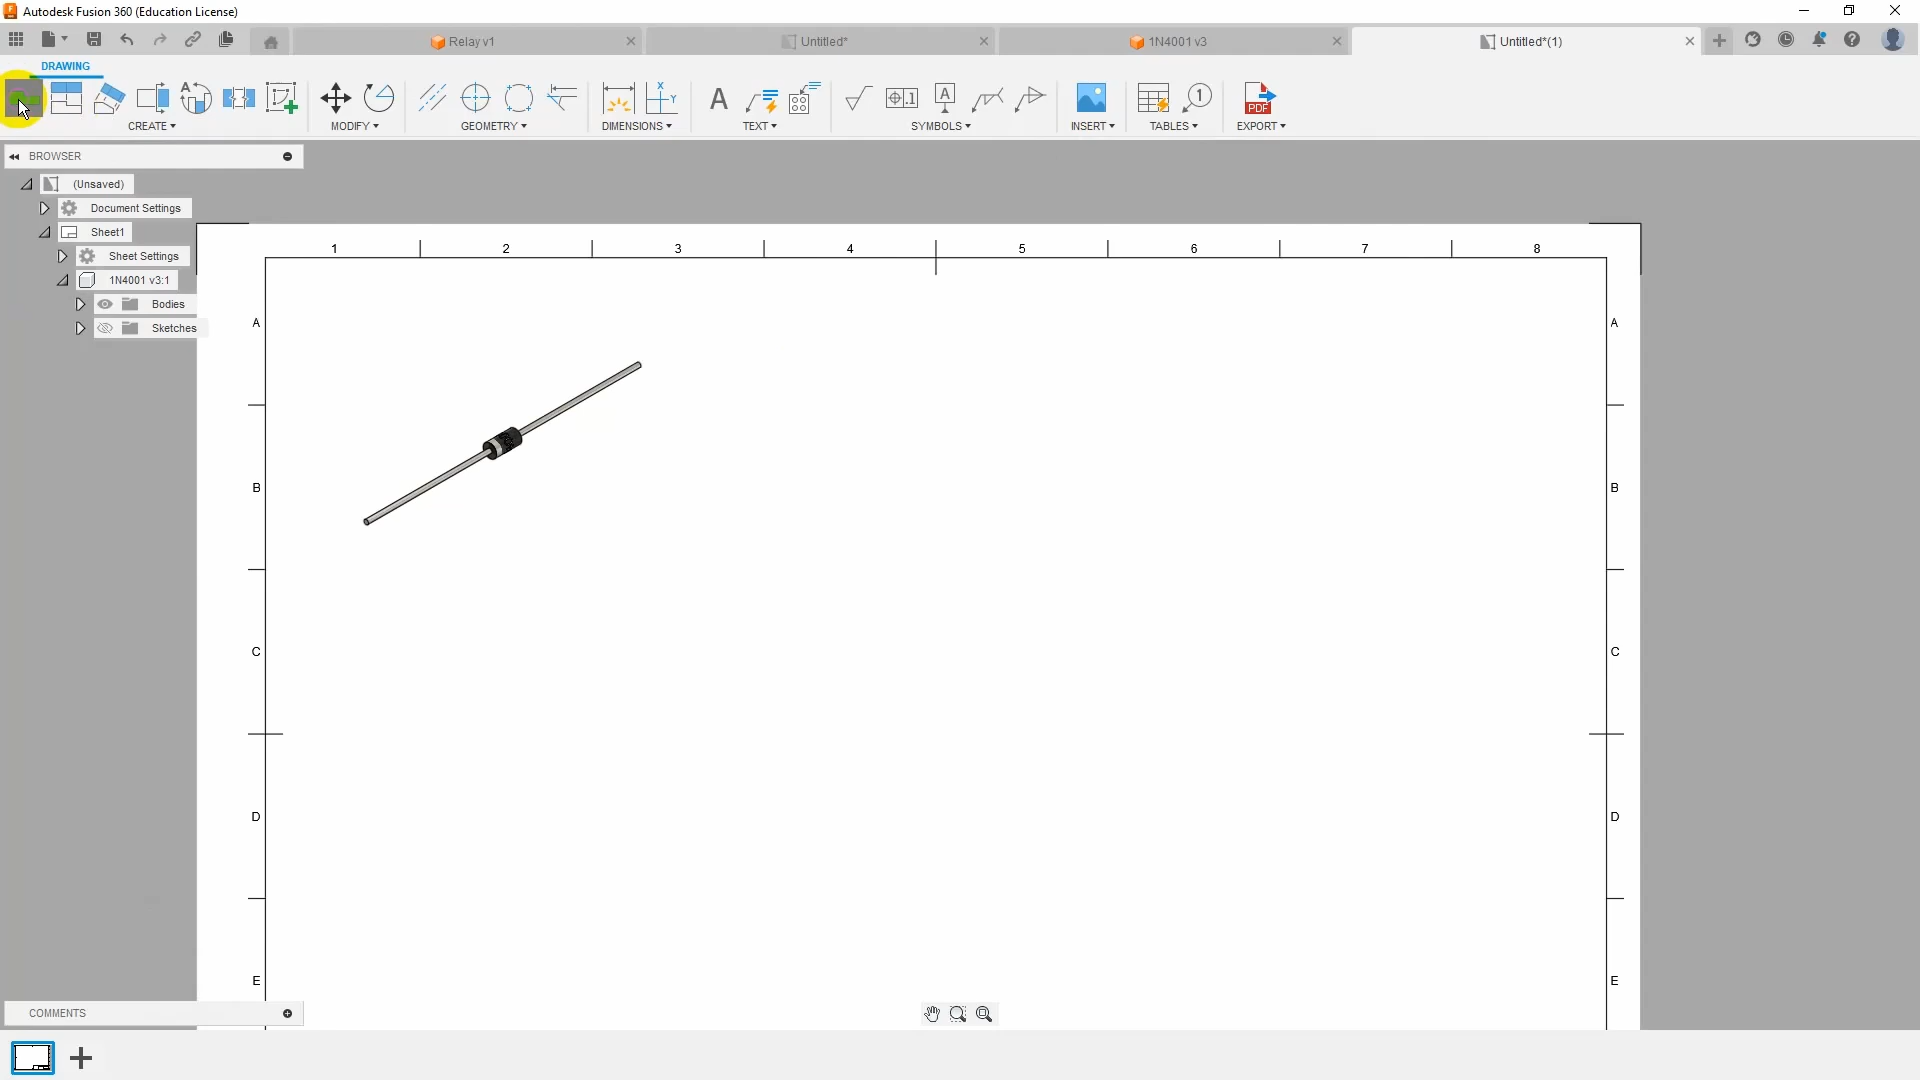 Autodesk Fusion 360 (Education License)
Relay v1
Untitled*
1N4001 v3
Untitled*(1)
DRAWING
CREATE
MODIFY
GEOMETRY
DIMENSIONS
TEXT
SYMBOLS
INSERT
TABLES
EXPORT
BROWSER
(Unsaved)
Document Settings
Sheet1
Sheet Settings
1N4001 v3:1
Bodies
Sketches
1 2 3 4 5 6 7 8
A A
B B
C C
D D
E E
COMMENTS